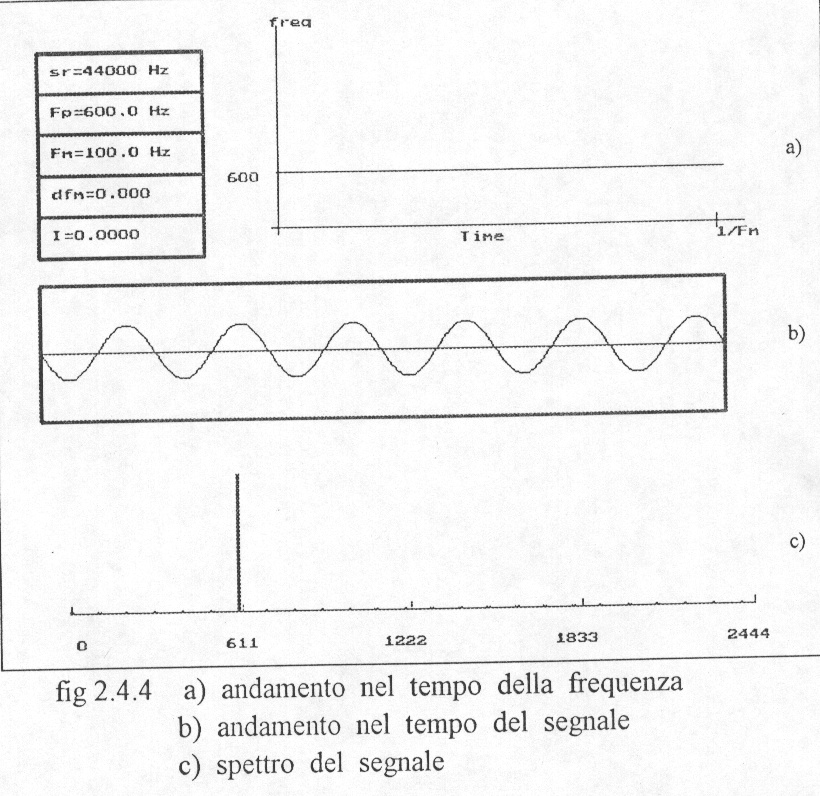 freq
sr=44000 Hz
Fp=600.0 Hz
Fm=100.0 Hz
dfm=0.000
I=0.0000
600
Time
1/Fm
a)
b)
c)
0 611 1222 1833 2444
fig 2.4.4 a) andamento nel tempo della frequenza
b) andamento nel tempo del segnale
c) spettro del segnale